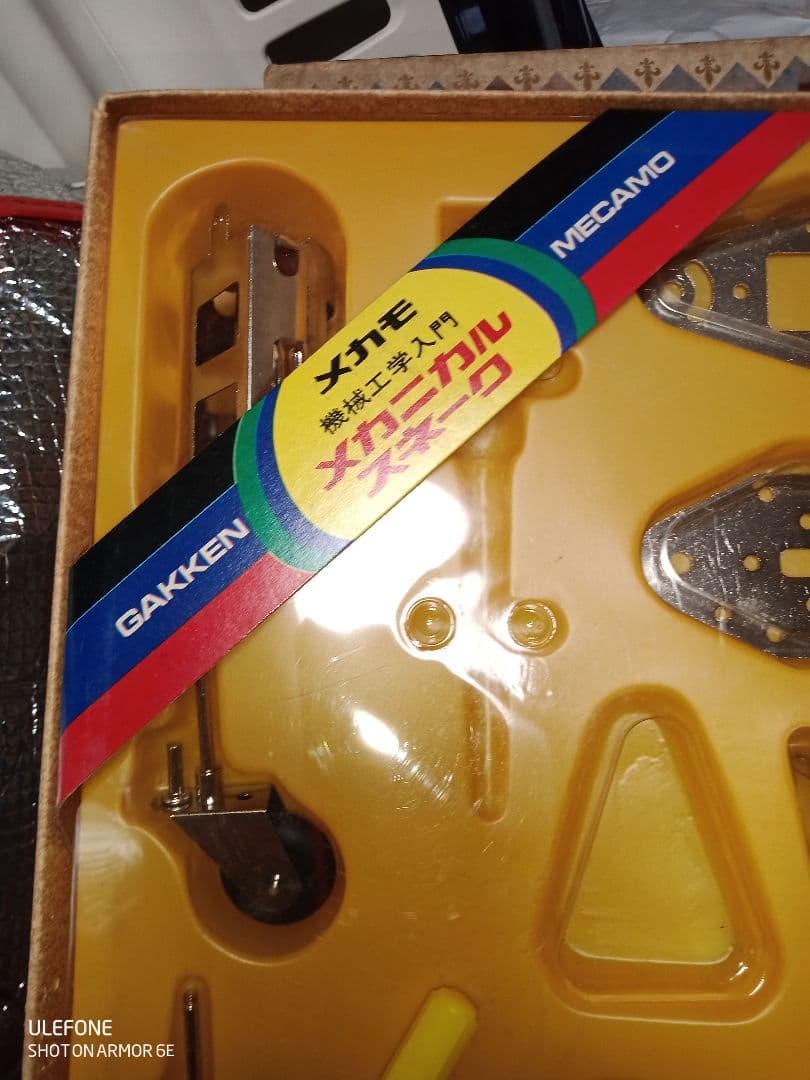 MECAMO
メカモ
機械工学入門
メカニカル
スネーク
GAKKEN
ULEFONE
SHOT ON ARMOR 6E